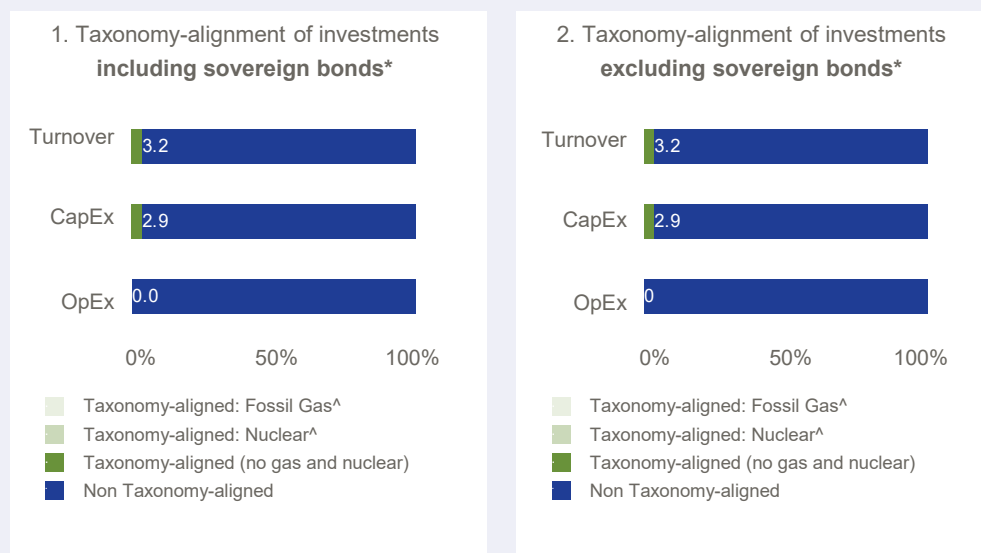 1. Taxonomy-alignment of investments
including sovereign bonds*
Turnover
3.2
CapEx
2.9
OpEx
0.0
0%
50%
100%
Taxonomy-aligned: Fossil Gas^
Taxonomy-aligned: Nuclear^
Taxonomy-aligned (no gas and nuclear)
Non Taxonomy-aligned
2. Taxonomy-alignment of investments
excluding sovereign bonds*
Turnover
3.2
CapEx
2.9
OpEx
0
0%
50%
100%
Taxonomy-aligned: Fossil Gas^
Taxonomy-aligned: Nuclear^
Taxonomy-aligned (no gas and nuclear)
Non Taxonomy-aligned